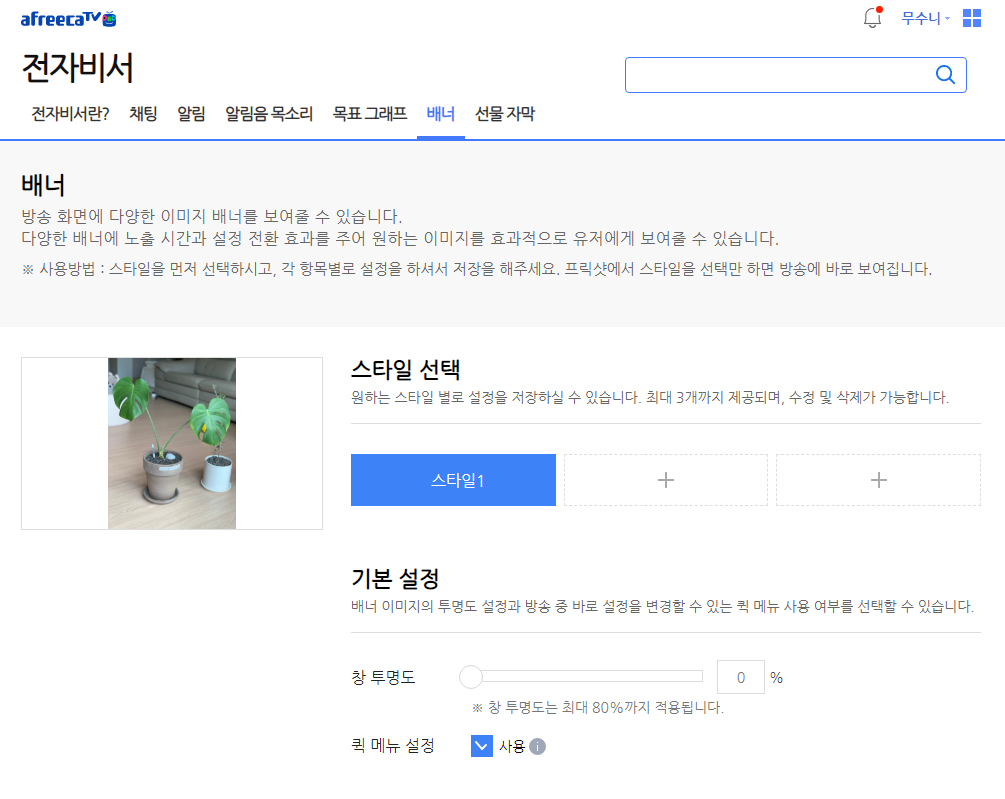 afreecaTV
무수니
전자비서
전자비서란? 채팅 알림 알림음 목소리 목표 그래프 배너 선물 자막
배너
방송 화면에 다양한 이미지 배너를 보여줄 수 있습니다.
다양한 배너에 노출 시간과 설정 전환 효과를 주어 원하는 이미지를 효과적으로 유저에게 보여줄 수 있습니다.
※ 사용방법 : 스타일을 먼저 선택하시고, 각 항목별로 설정을 하셔서 저장을 해주세요. 프릭샷에서 스타일을 선택만 하면 방송에 바로 보여집니다.
스타일 선택
원하는 스타일 별로 설정을 저장하실 수 있습니다. 최대 3개까지 제공되며, 수정 및 삭제가 가능합니다.
스타일1 + +
기본 설정
배너 이미지의 투명도 설정과 방송 중 바로 설정을 변경할 수 있는 퀵 메뉴 사용 여부를 선택할 수 있습니다.
창 투명도 0 %
※ 창 투명도는 최대 80%까지 적용됩니다.
퀵 메뉴 설정 사용 i